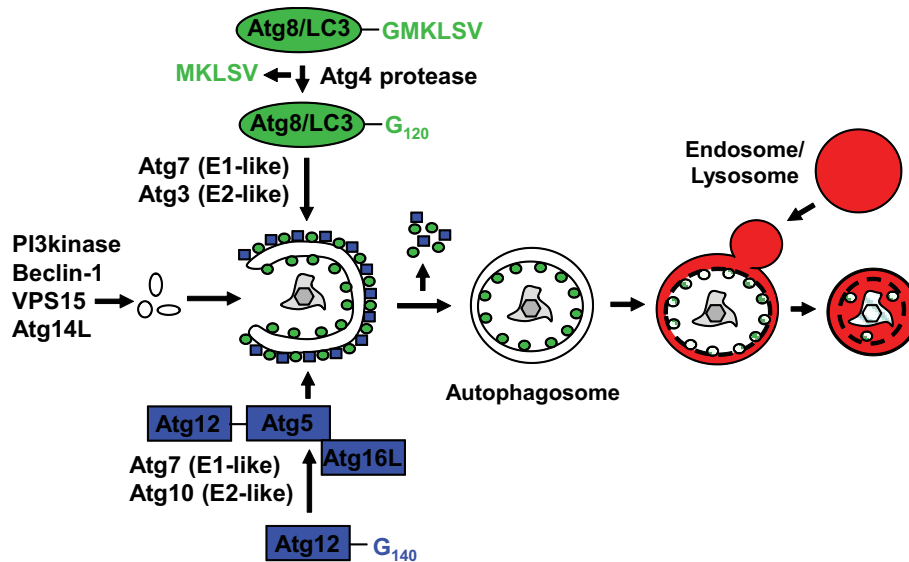 Atg8/LC3
GMKLSV
MKLSV
Atg4 protease
Atg8/LC3
G120
Atg7 (E1-like)
Atg3 (E2-like)
Endosome/
Lysosome
PI3kinase
Beclin-1
VPS15
Atg14L
Autophagosome
Atg12
Atg5
Atg16L
Atg7 (E1-like)
Atg10 (E2-like)
Atg12
G140